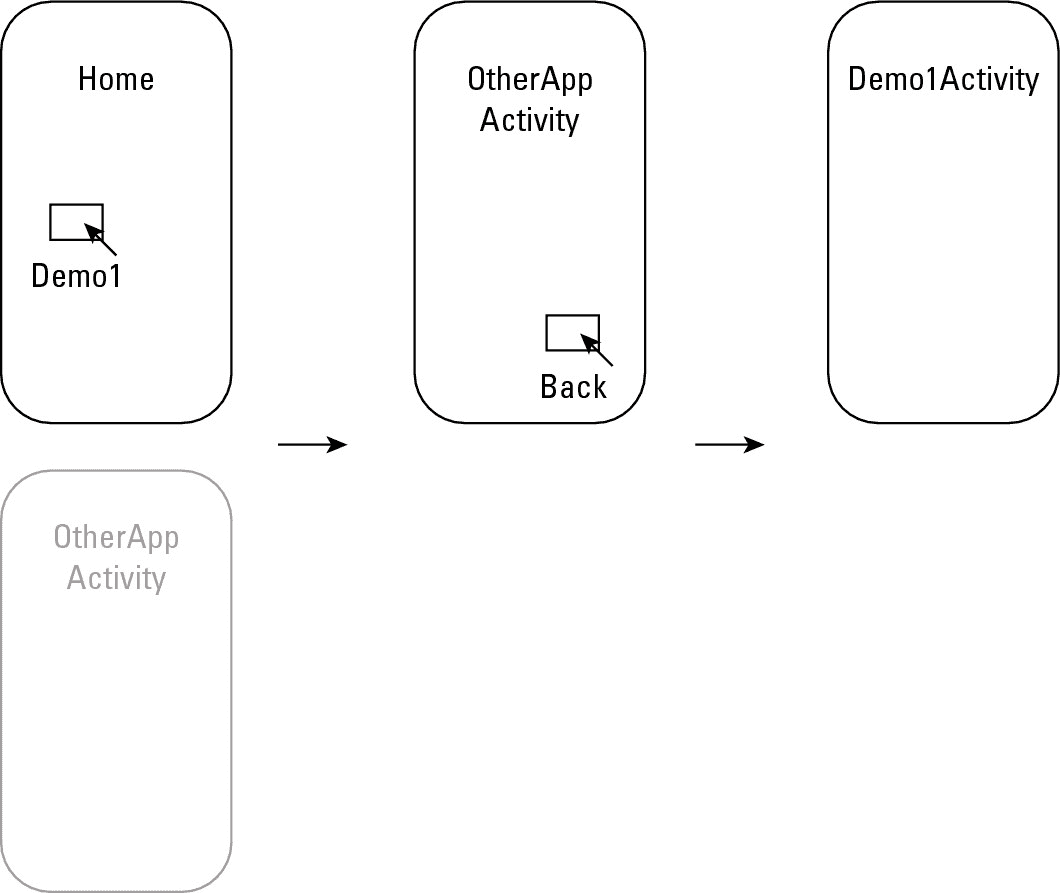 Home
Demo1
OtherApp
Activity
OtherApp
Activity
Back
Demo1Activity